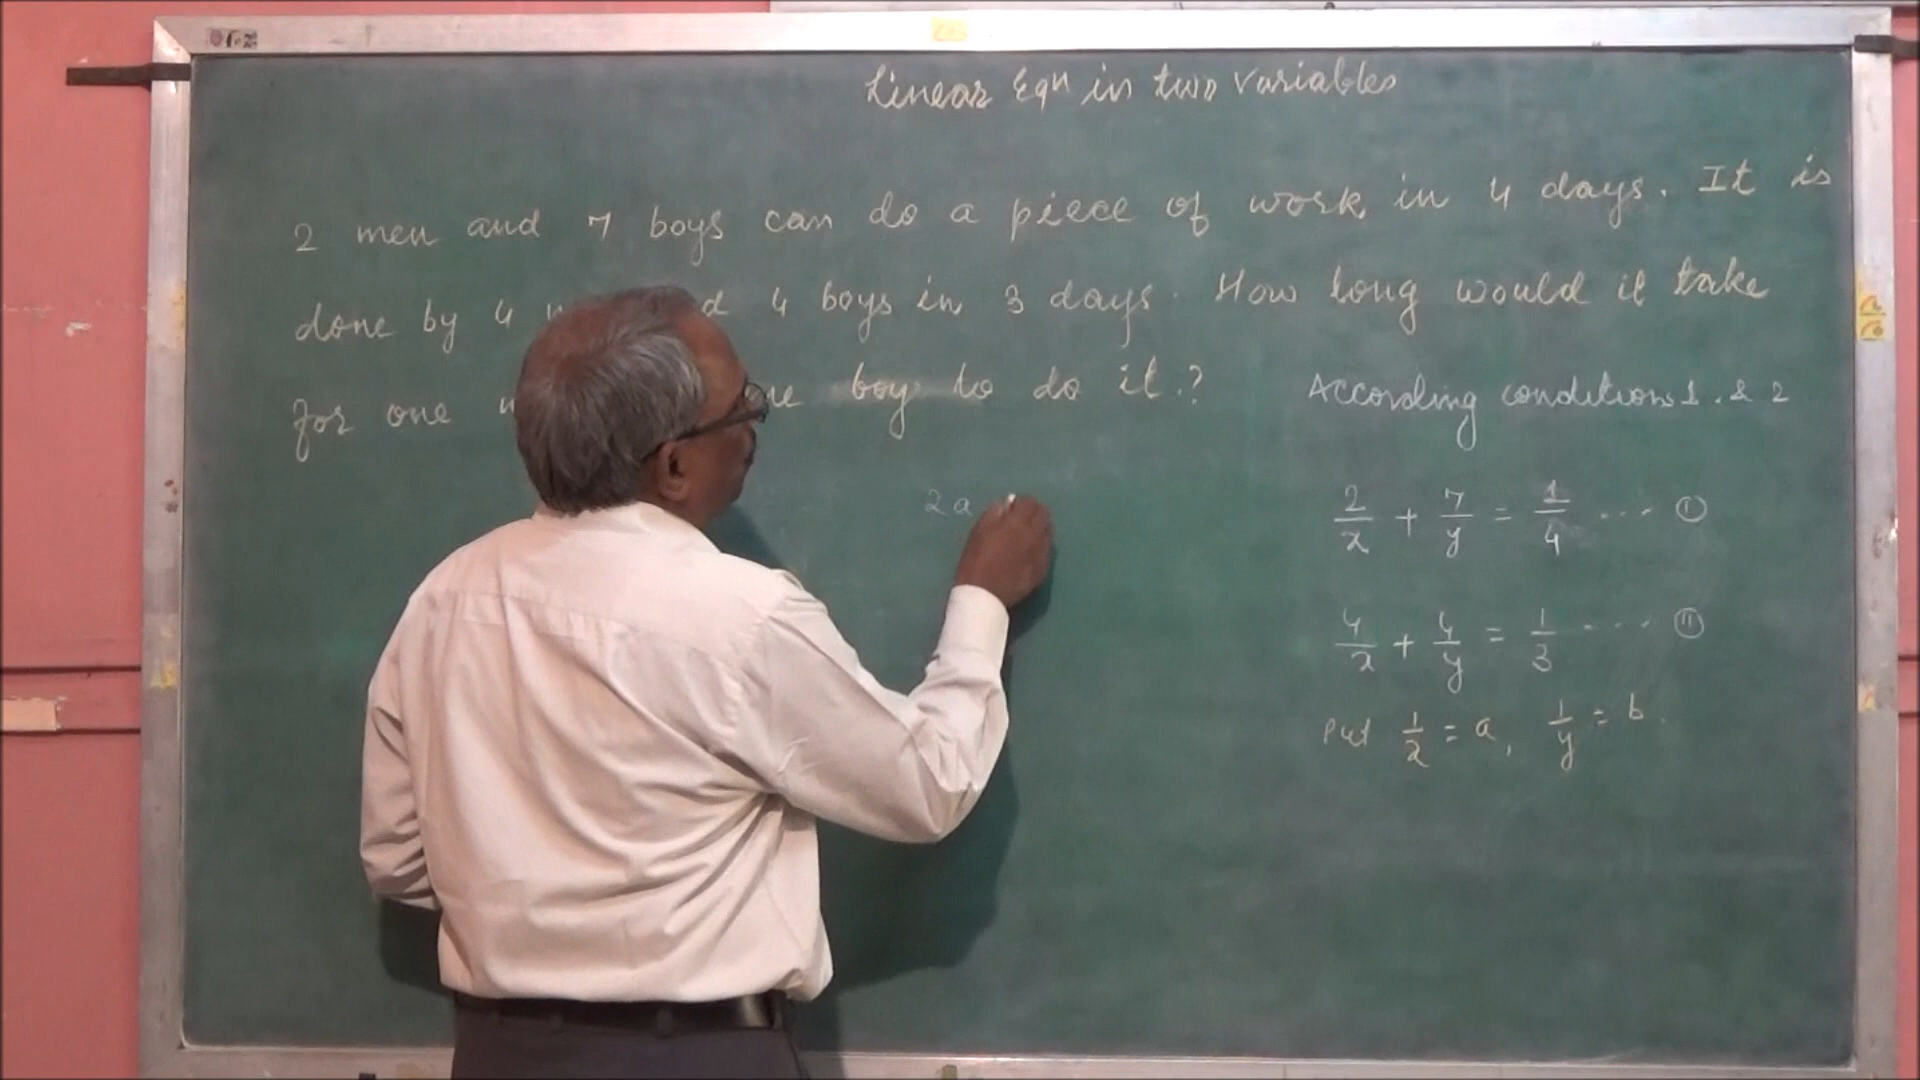 Linear Eqn in two variables
2 men and 7 boys can do a piece of work in 4 days. It is
done by 4 4 boys in 3 days. How long would it take
for one boy to do it.?
According conditions 1. & 2
2/x + 7/y = 1/4 .... (I)
4/x + 4/y = 1/3 .... (II)
Put 1/x = a, 1/y = b.
2a